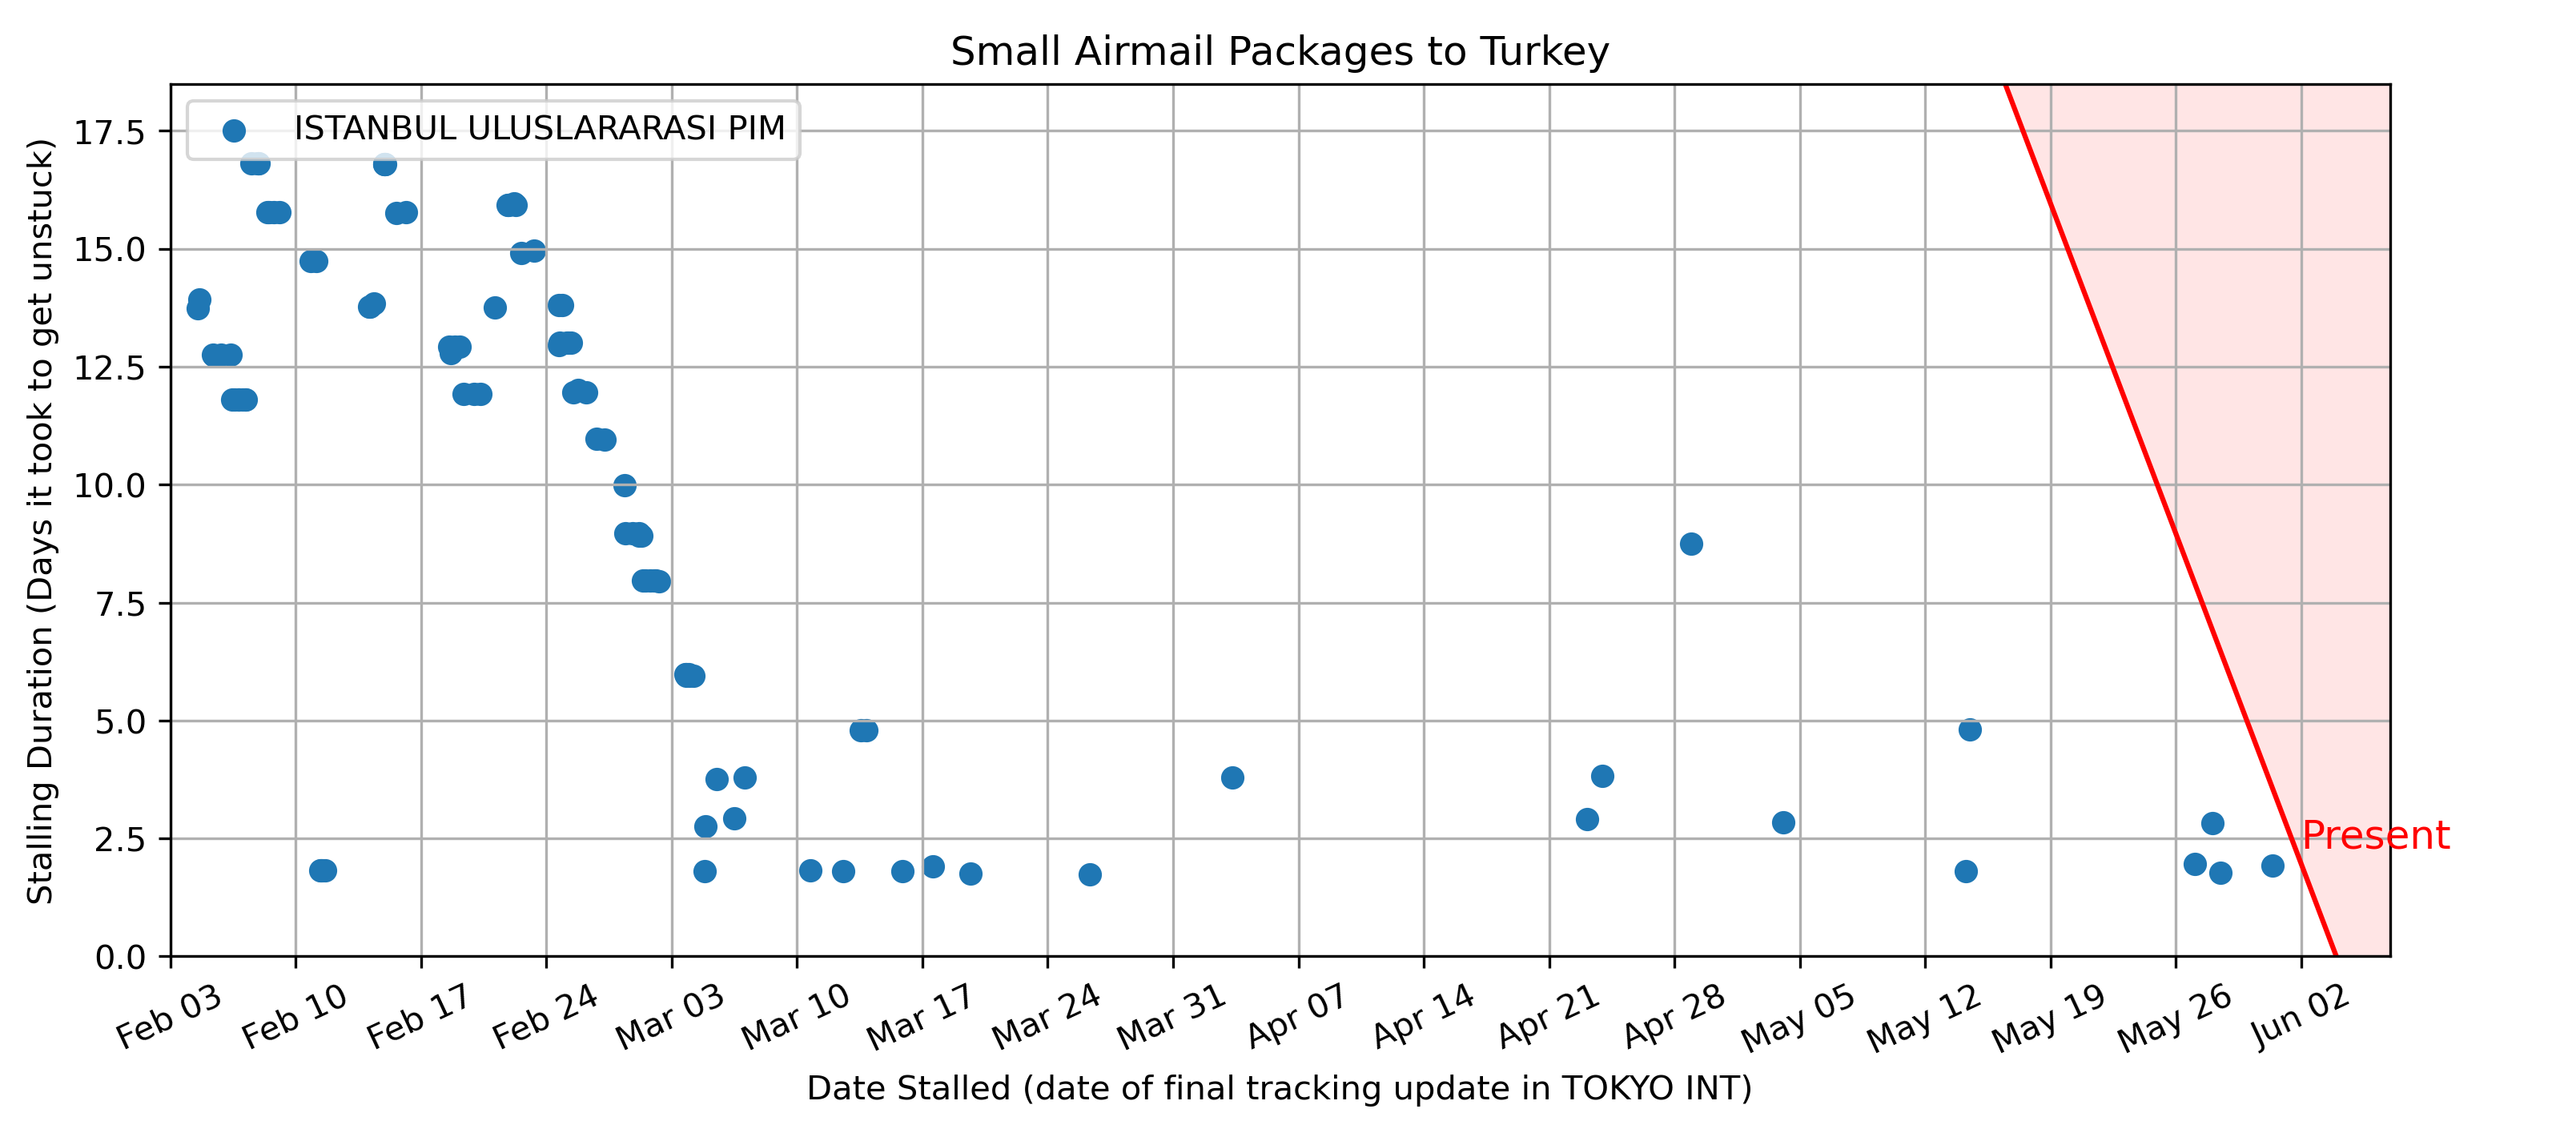 Small Airmail Packages to Turkey
ISTANBUL ULUSLARARASI PIM
Stalling Duration (Days it took to get unstuck)
17.5
15.0
12.5
10.0
7.5
5.0
2.5
0.0
Present
Feb 03
Feb 10
Feb 17
Feb 24
Mar 03
Mar 10
Mar 17
Mar 24
Mar 31
Apr 07
Apr 14
Apr 21
Apr 28
May 05
May 12
May 19
May 26
Jun 02
Date Stalled (date of final tracking update in TOKYO INT)